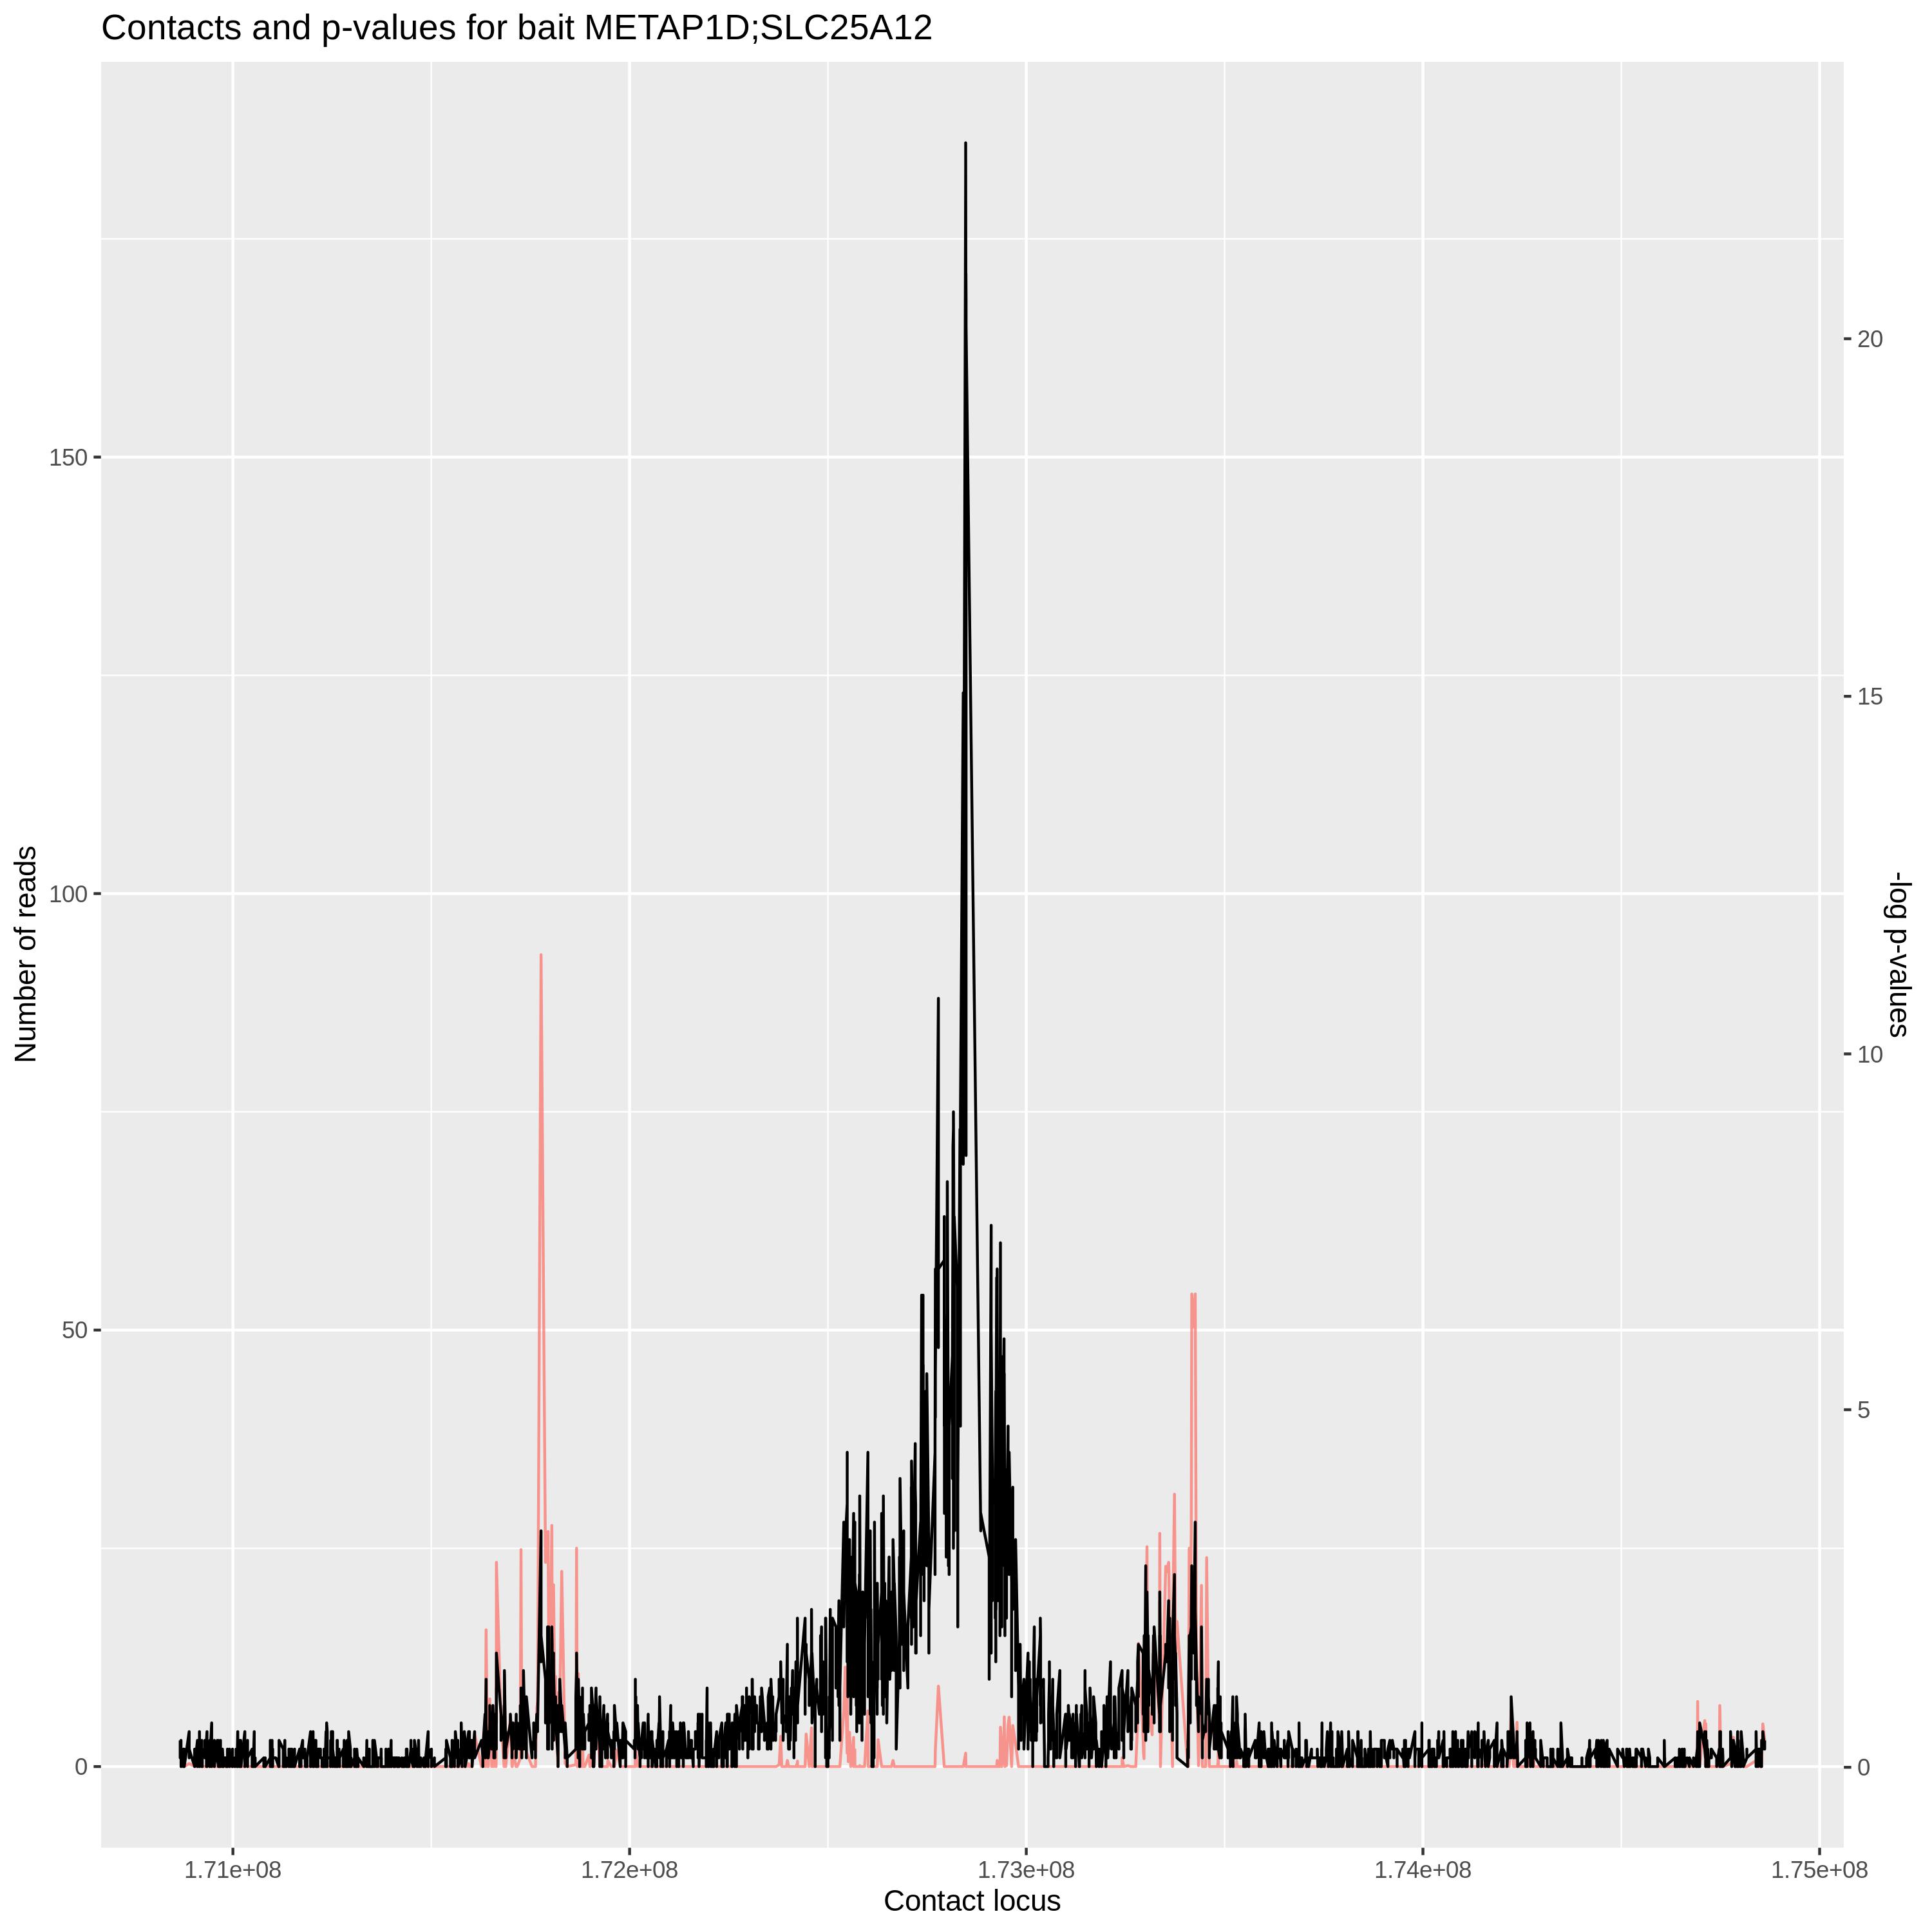 Contacts and p-values for bait METAP1D;SLC25A12
Number of reads
150
100
50
0
20
15
10
5
0
-log p-values
1.71e+08 1.72e+08 1.73e+08 1.74e+08 1.75e+08
Contact locus